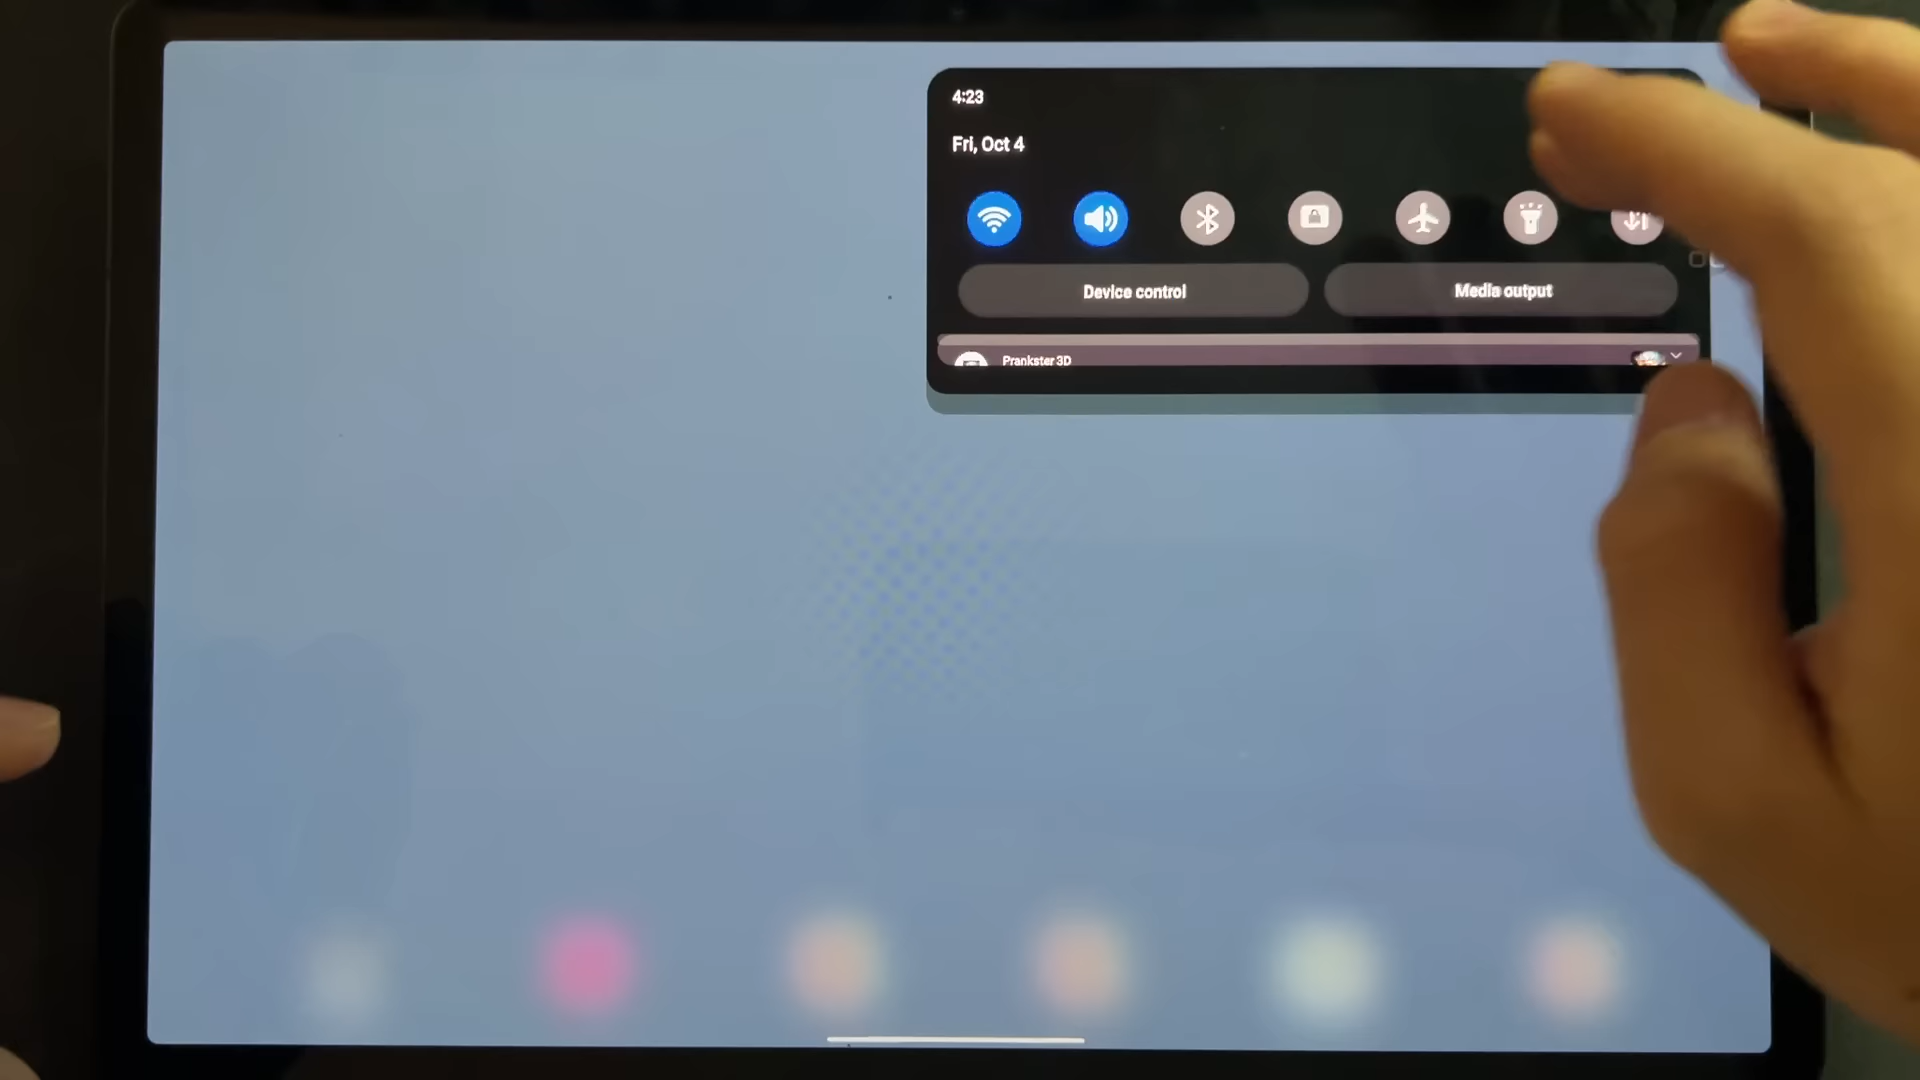 4:23
Fri, Oct 4
Device control
Media output
Prankster 3D